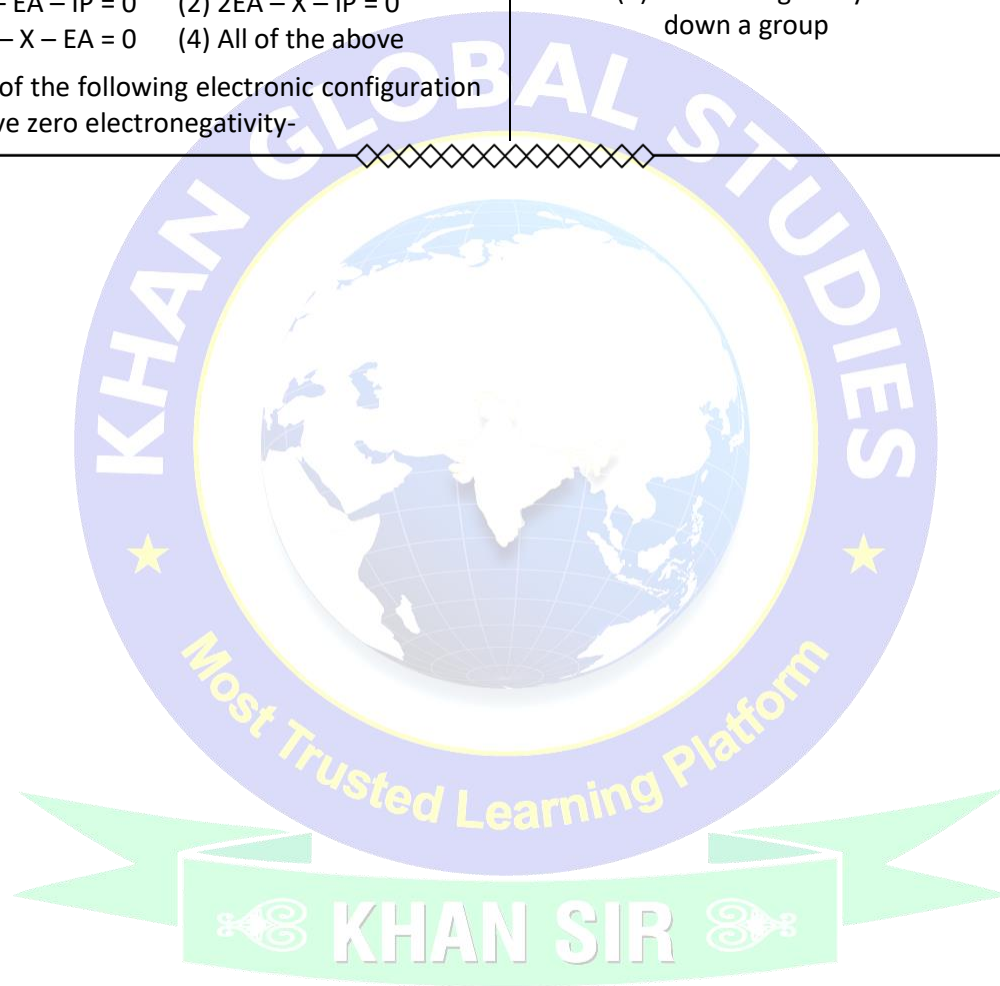 – EA – IP = 0 (2) 2EA – X – IP = 0
– X – EA = 0 (4) All of the above
of the following electronic configuration
ve zero electronegativity-
down a group
KHAN GLOBAL STUDIES
Most Trusted Learning Platform
KHAN SIR